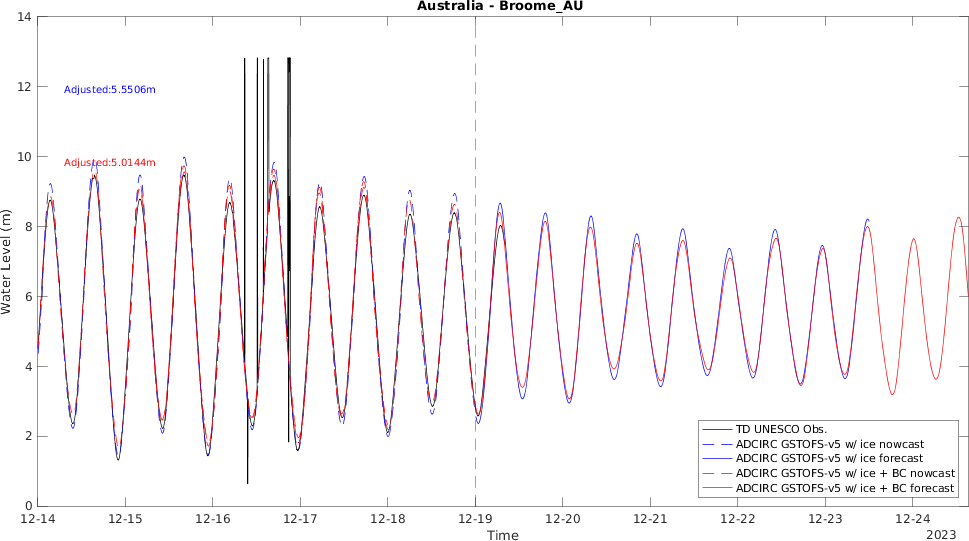 Australia - Broome_AU
14
12
10
8
6
4
2
0
Water Level (m)
Adjusted:5.5506m
Adjusted:5.0144m
TD UNESCO Obs.
ADCIRC GSTOFS-v5 w/ ice nowcast
ADCIRC GSTOFS-v5 w/ ice forecast
ADCIRC GSTOFS-v5 w/ ice + BC nowcast
ADCIRC GSTOFS-v5 w/ ice + BC forecast
12-14 12-15 12-16 12-17 12-18 12-19 12-20 12-21 12-22 12-23 12-24
Time
2023